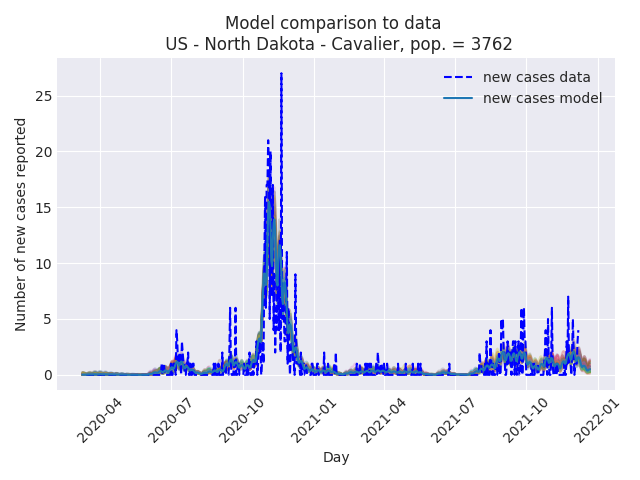 Model comparison to data
US - North Dakota - Cavalier, pop. = 3762
new cases data
new cases model
Number of new cases reported
25
20
15
10
5
0
2020-04
2020-07
2020-10
2021-01
2021-04
2021-07
2021-10
2022-01
Day